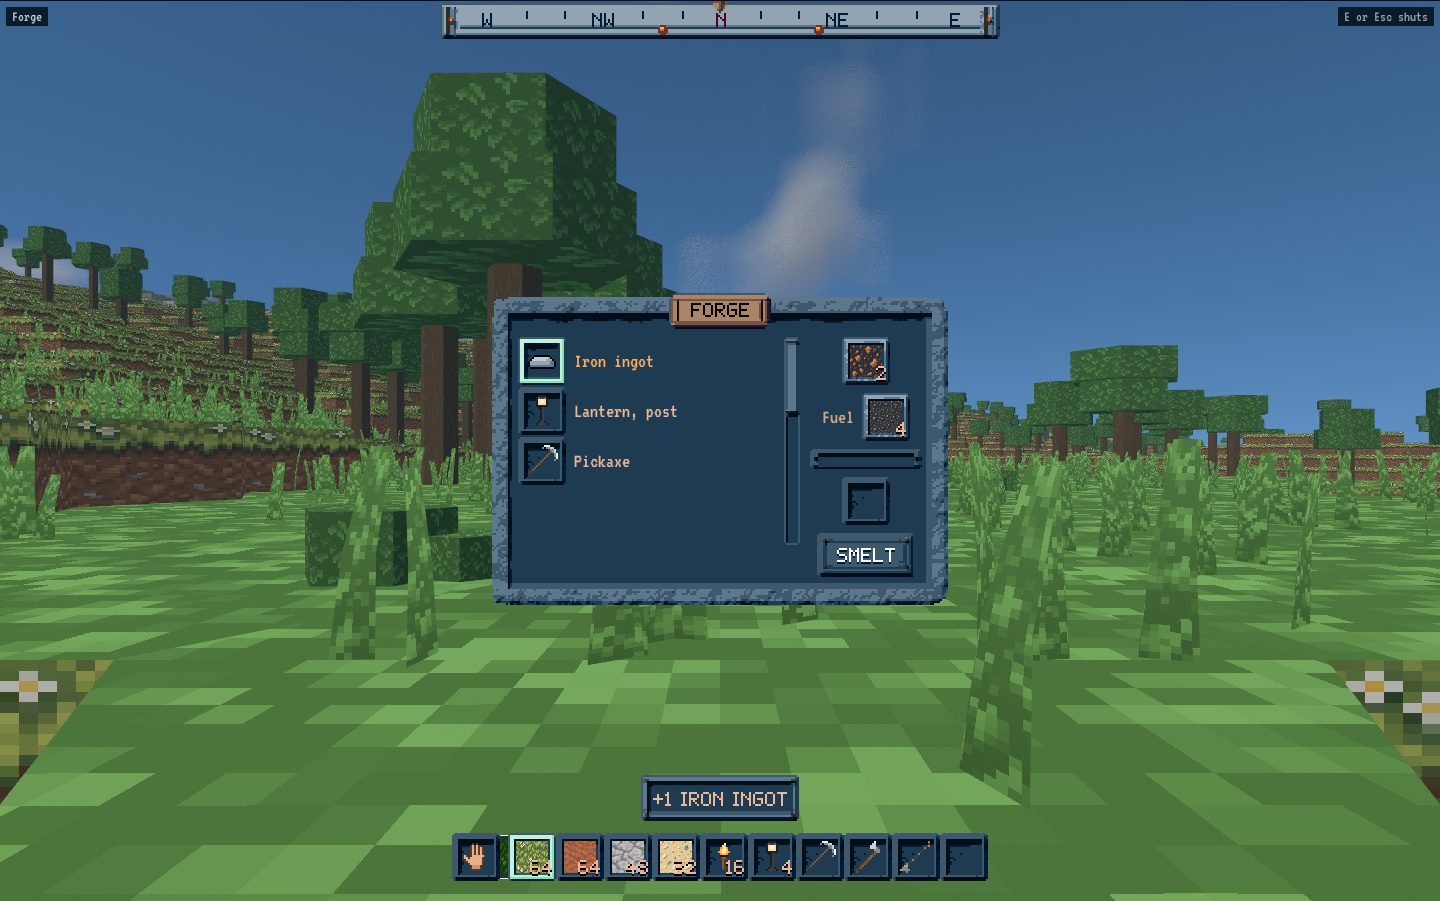 Forge
W NW N NE E
E or Esc shuts
FORGE
Iron ingot
2
Lantern, post
Fuel 4
Pickaxe
SMELT
+1 IRON INGOT
64 64 48 32 16 4